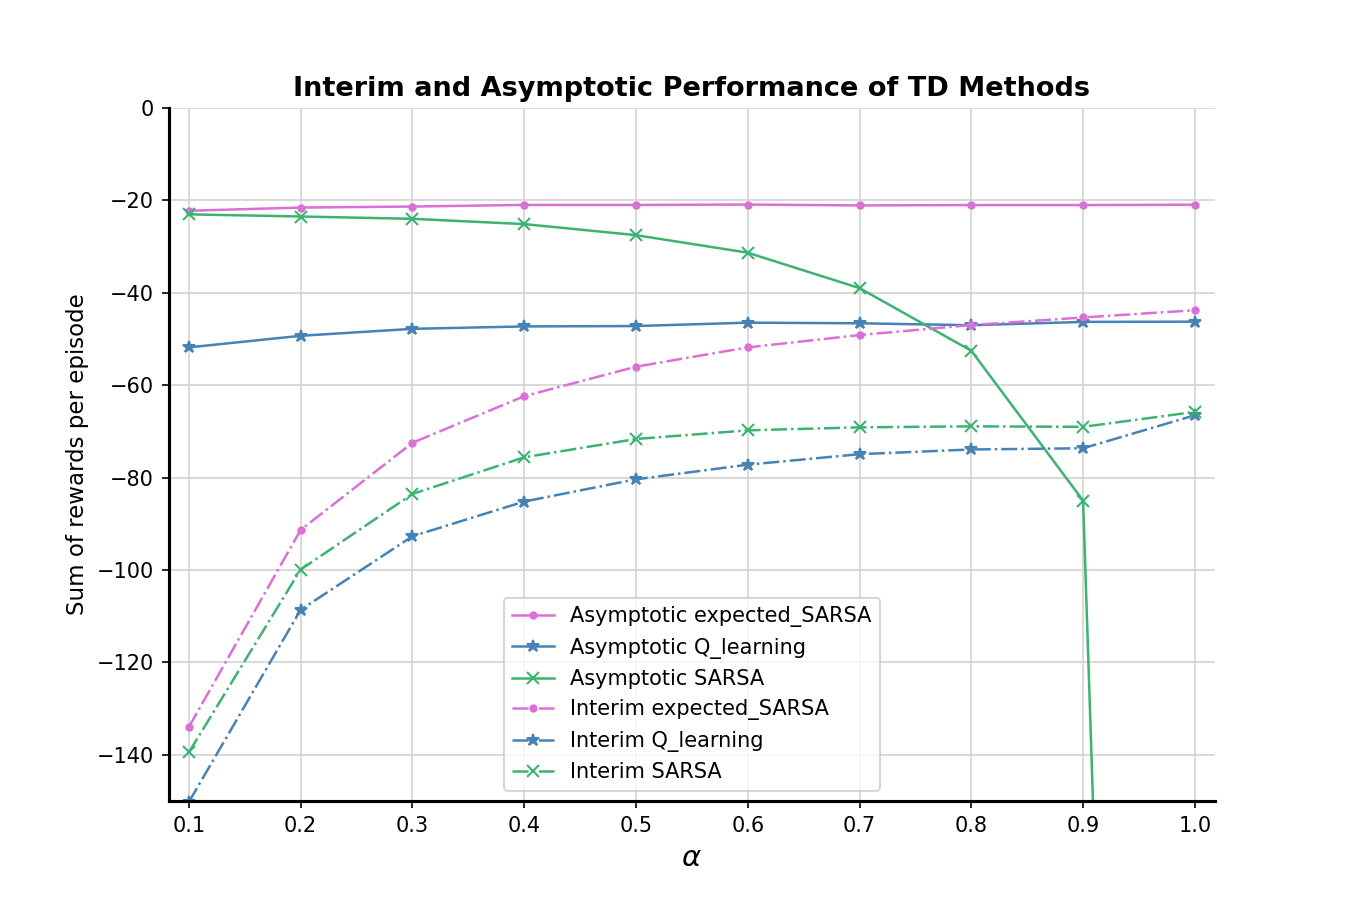 Interim and Asymptotic Performance of TD Methods
0
−20
−40
−60
−80
−100
−120
−140
Sum of rewards per episode
Asymptotic expected_SARSA
Asymptotic Q_learning
Asymptotic SARSA
Interim expected_SARSA
Interim Q_learning
Interim SARSA
0.1 0.2 0.3 0.4 0.5 0.6 0.7 0.8 0.9 1.0
α